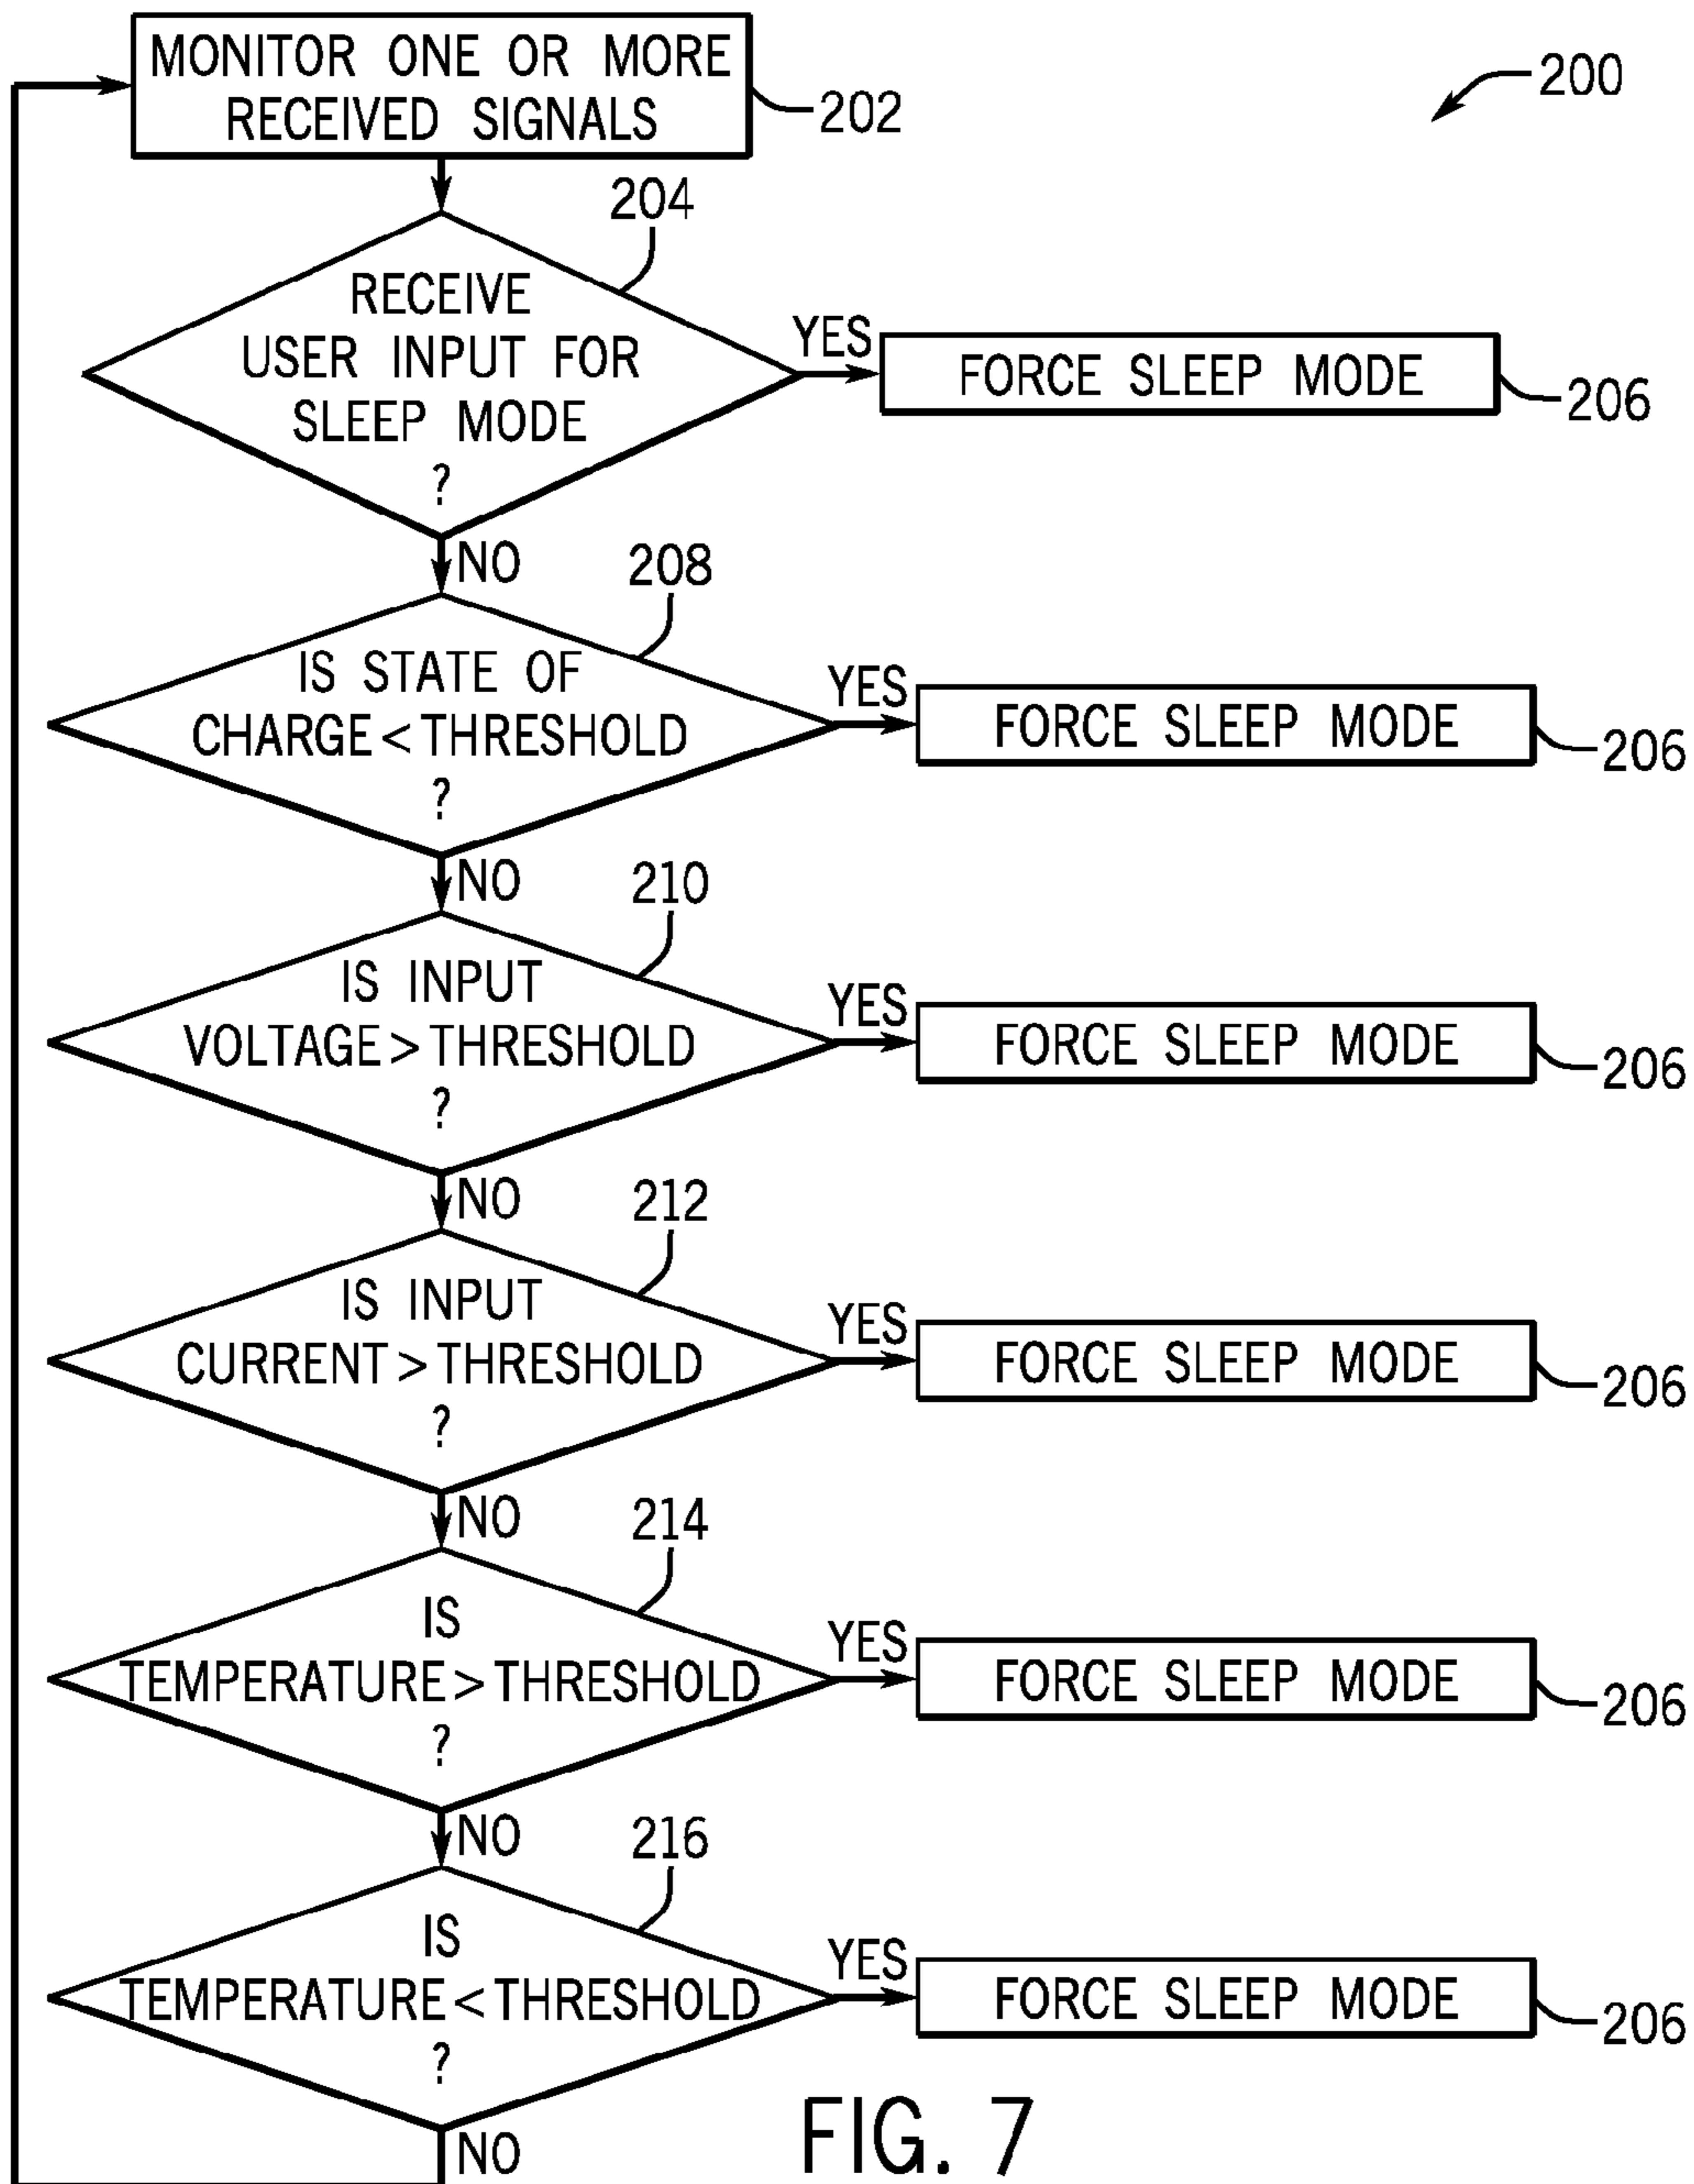 MONITOR ONE OR MORE
RECEIVED SIGNALS
202
200
204
RECEIVE
USER INPUT FOR
SLEEP MODE
?
YES
FORCE SLEEP MODE
206
NO
208
IS STATE OF
CHARGE < THRESHOLD
?
YES
FORCE SLEEP MODE
206
NO
210
IS INPUT
VOLTAGE > THRESHOLD
?
YES
FORCE SLEEP MODE
206
NO
212
IS INPUT
CURRENT > THRESHOLD
?
YES
FORCE SLEEP MODE
206
NO
214
IS
TEMPERATURE > THRESHOLD
?
YES
FORCE SLEEP MODE
206
NO
216
IS
TEMPERATURE < THRESHOLD
?
YES
FORCE SLEEP MODE
206
NO
FIG. 7